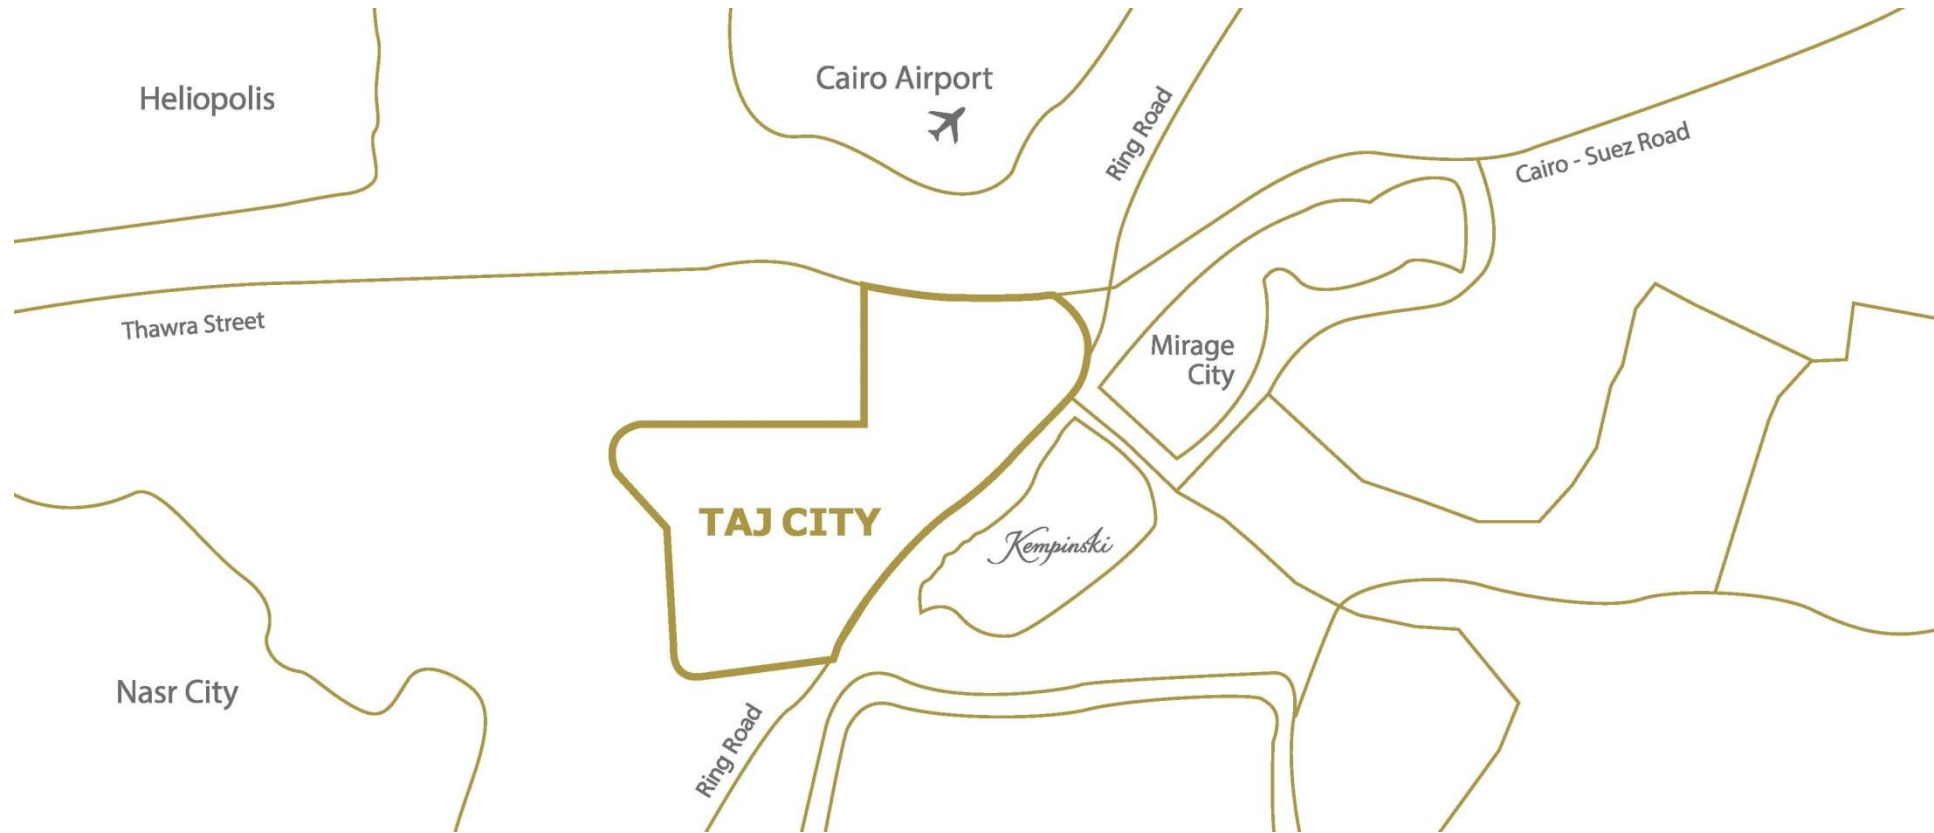 Heliopolis
Cairo Airport
Ring Road
Cairo - Suez Road
Thawra Street
Mirage
City
TAJ CITY
Kempinski
Nasr City
Ring Road